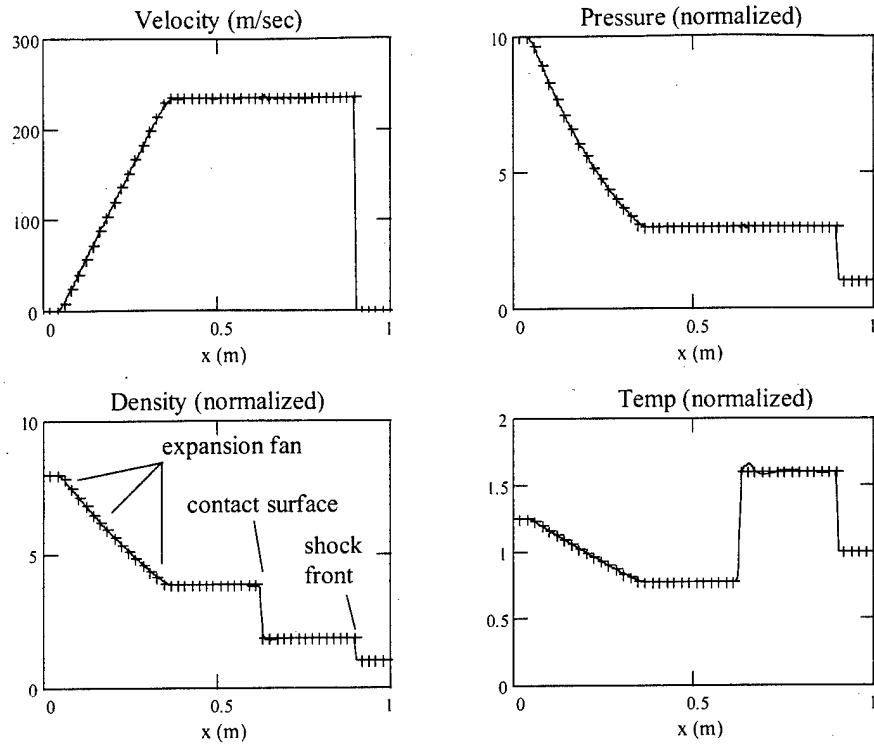 Velocity (m/sec)
300
200
100
0
0
0.5
1
x (m)
Pressure (normalized)
10
5
0
0
0.5
1
x (m)
Density (normalized)
10
5
0
expansion fan
contact surface
shock
front
0
0.5
1
x (m)
Temp (normalized)
2
1.5
1
0.5
0
0
0.5
1
x (m)